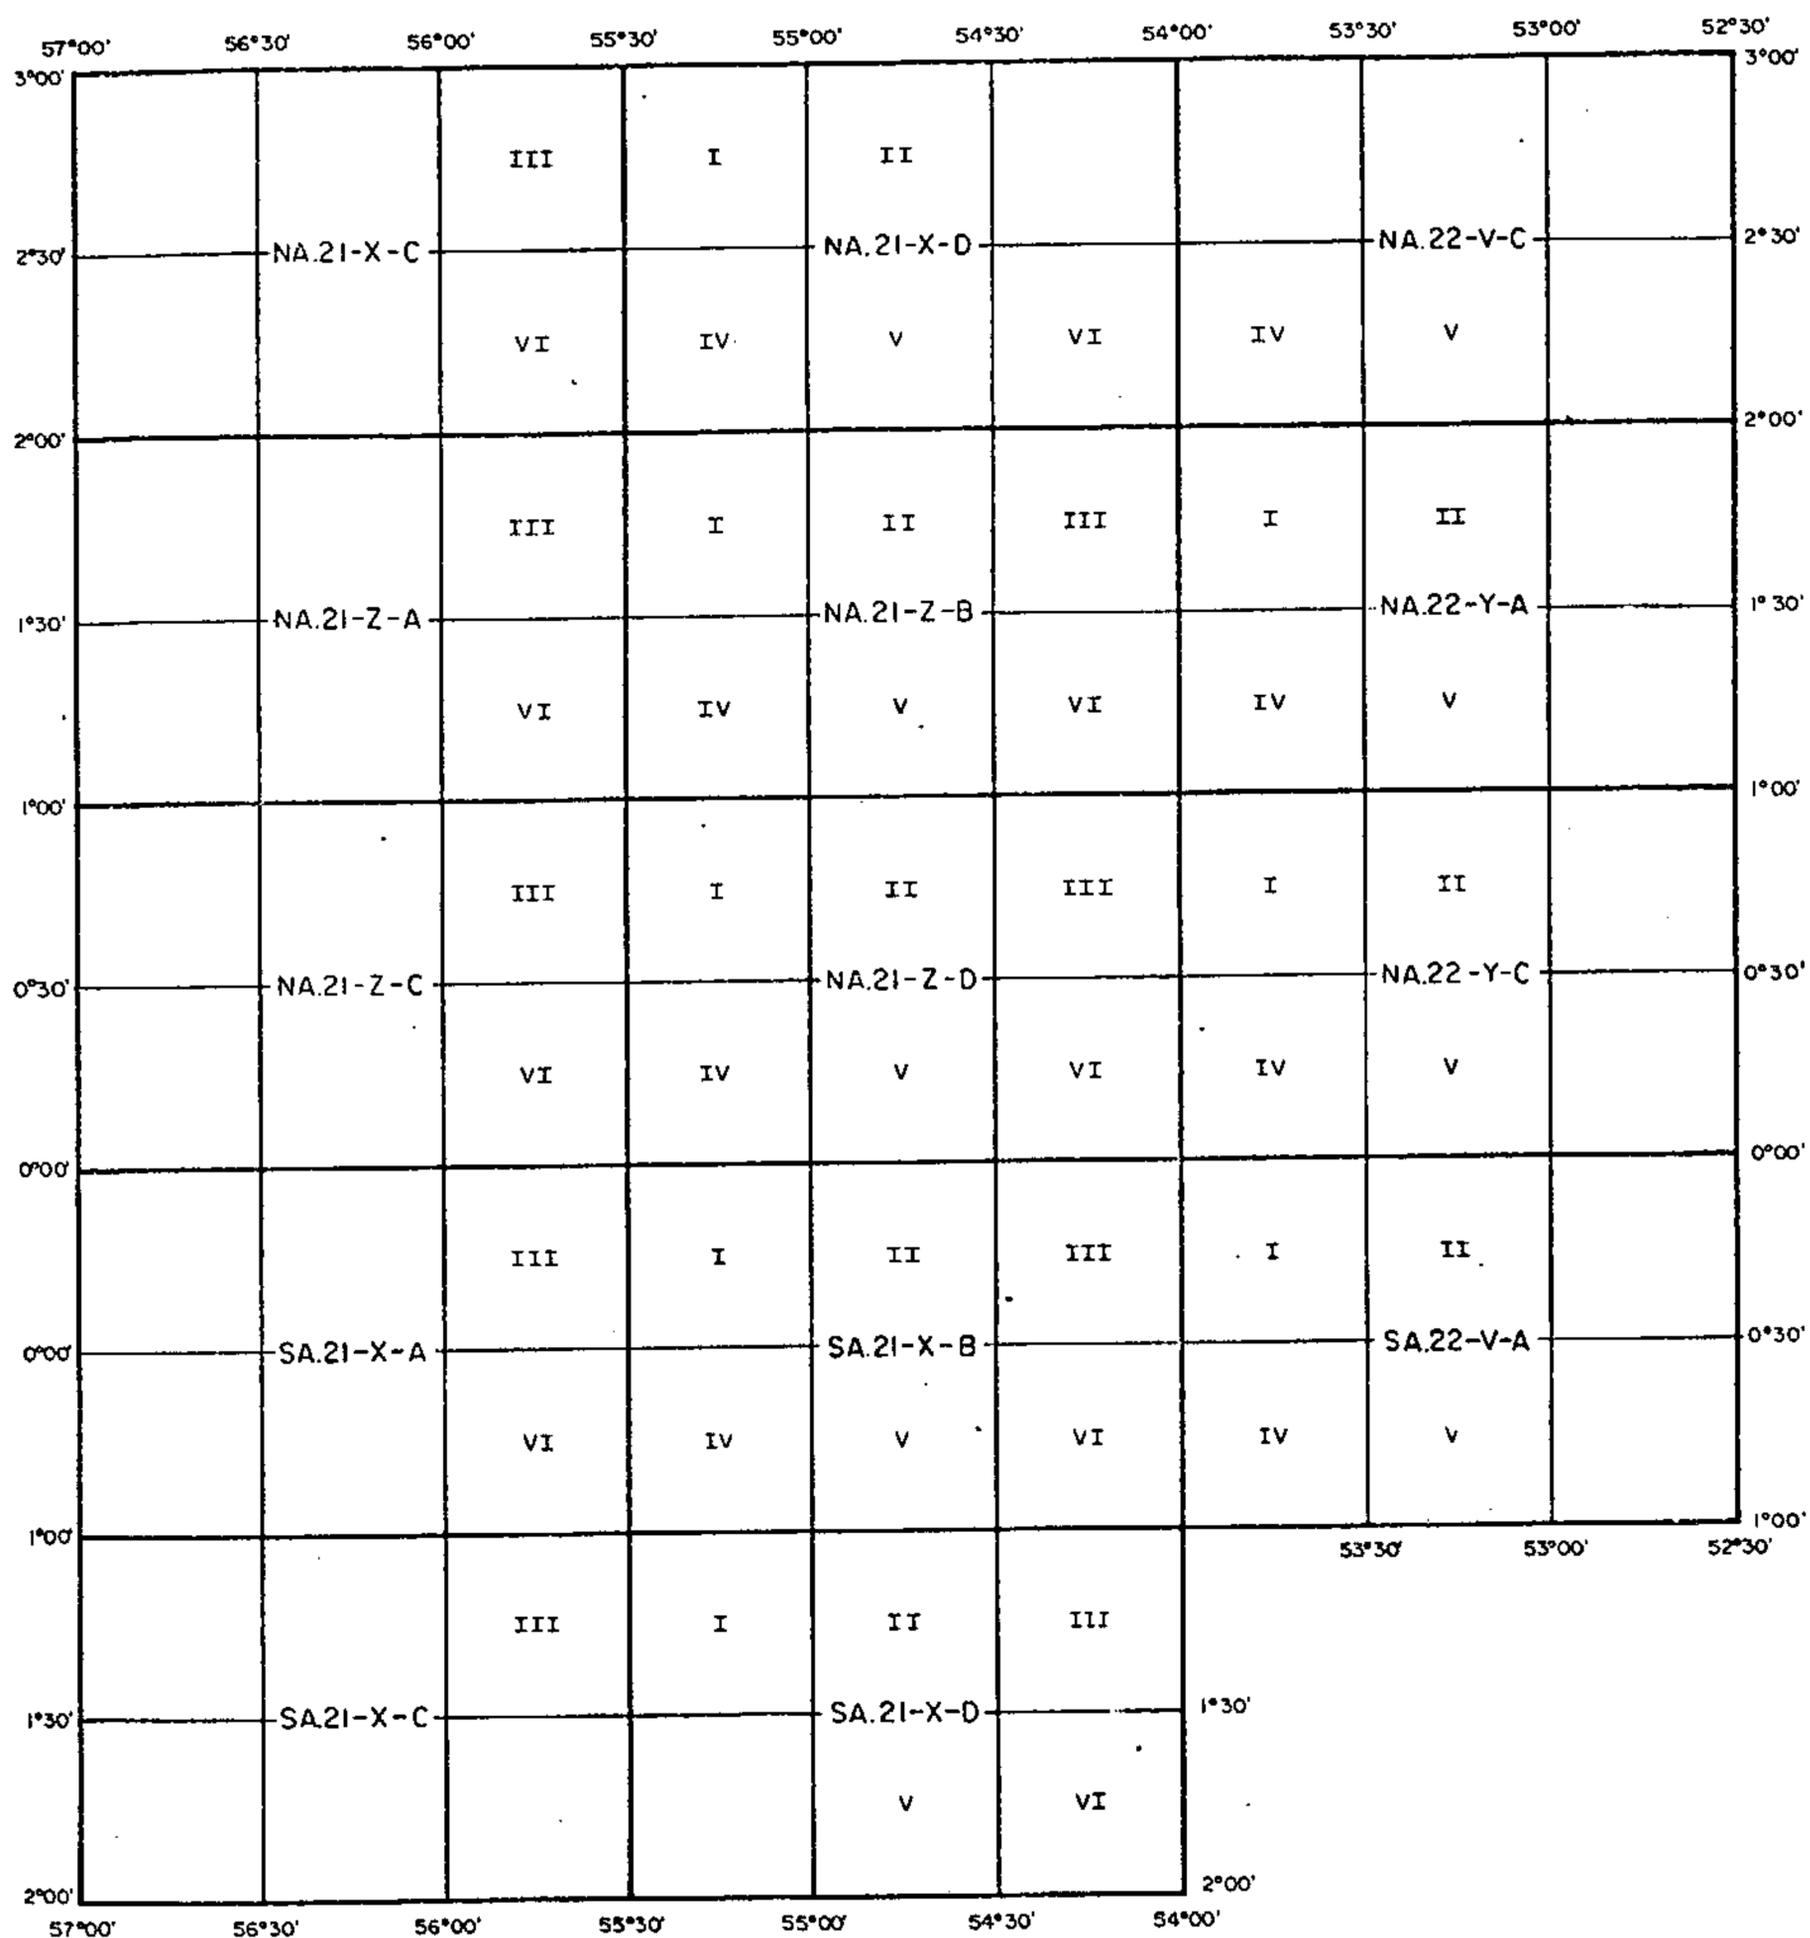 57°00' 56°30' 56°00' 55°30' 55°00' 54°30' 54°00' 53°30' 53°00' 52°30'
3°00' 3°00'
III I II
2°30' NA.21-X-C NA.21-X-D NA.22-V-C 2°30'
VI IV V VI IV V
2°00' 2°00'
III I II III I II
1°30' NA.21-Z-A NA.21-Z-B NA.22-Y-A 1°30'
VI IV V VI IV V
1°00' 1°00'
III I II III I II
0°30' NA.21-Z-C NA.21-Z-D NA.22-Y-C 0°30'
VI IV V VI IV V
0°00' 0°00'
III I II III I II
0°00' SA.21-X-A SA.21-X-B SA.22-V-A 0°30'
VI IV V VI IV V
1°00' 1°00'
53°30' 53°00' 52°30'
III I II III
1°30' SA.21-X-C SA.21-X-D 1°30'
V VI
2°00' 2°00'
57°00' 56°30' 56°00' 55°30' 55°00' 54°30' 54°00'